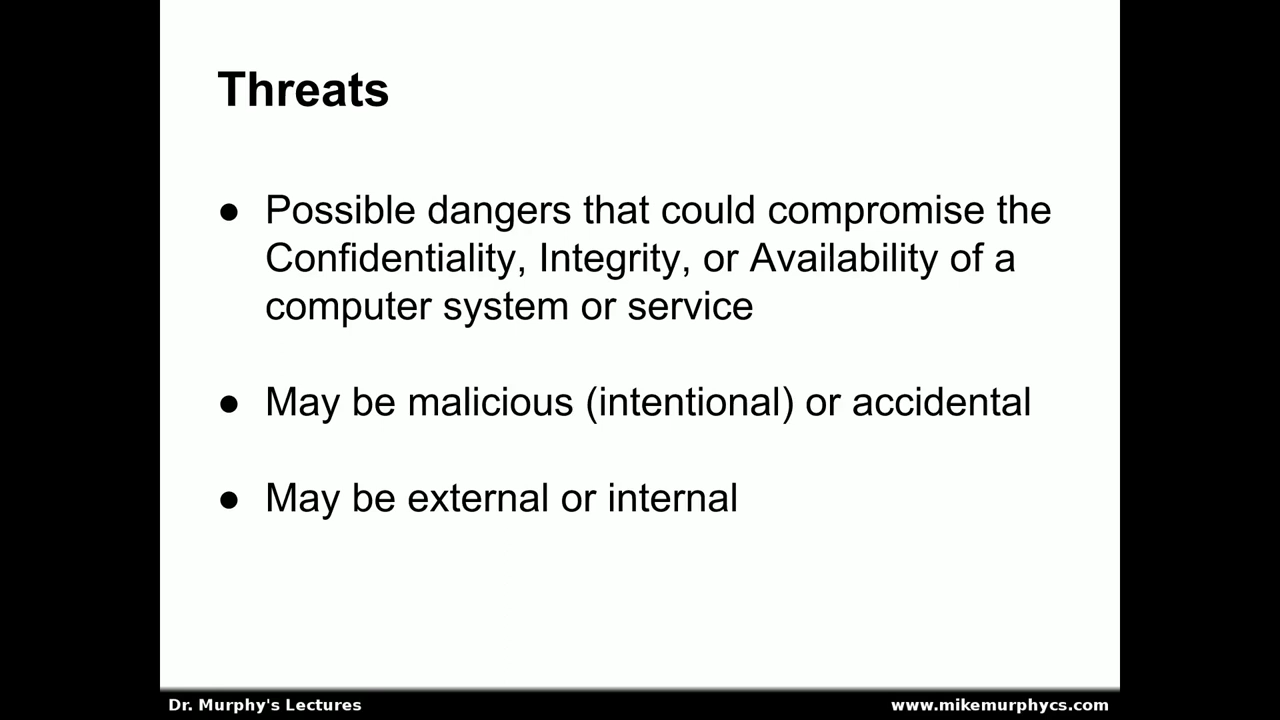 Threats
● Possible dangers that could compromise the
Confidentiality, Integrity, or Availability of a
computer system or service
● May be malicious (intentional) or accidental
● May be external or internal
Dr. Murphy's Lectures
www.mikemurphycs.com